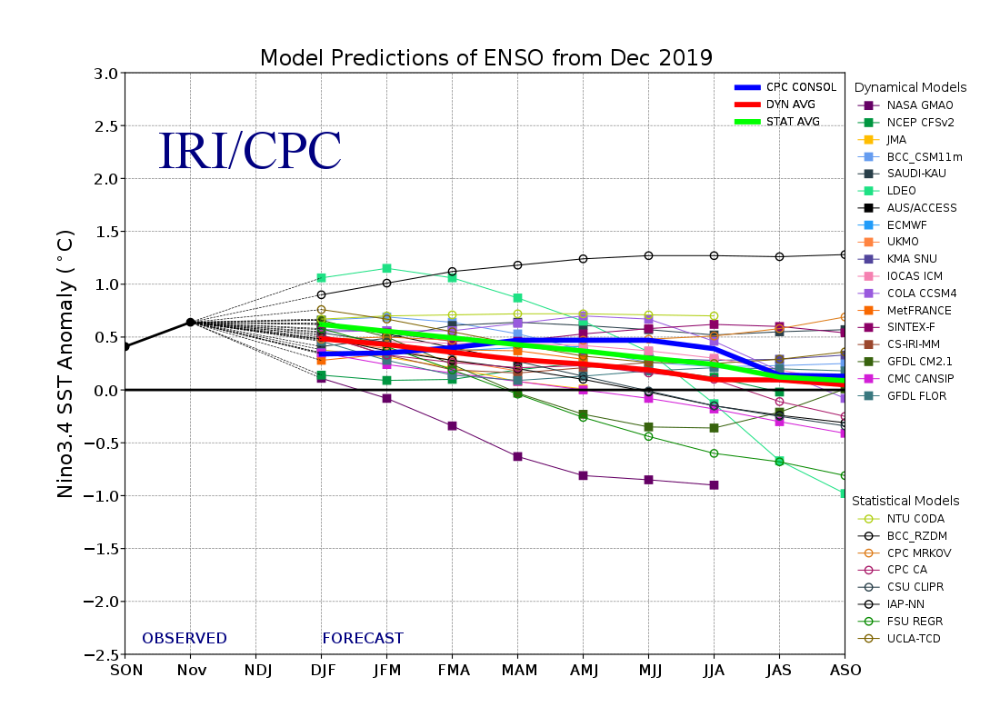 Model Predictions of ENSO from Dec 2019
Nino3.4 SST Anomaly (°C)
3.0
2.5
2.0
1.5
1.0
0.5
0.0
−0.5
−1.0
−1.5
−2.0
−2.5
IRI/CPC
CPC CONSOL
DYN AVG
STAT AVG
OBSERVED
FORECAST
SON Nov NDJ DJF JFM FMA MAM AMJ MJJ JJA JAS ASO
Dynamical Models
NASA GMAO
NCEP CFSv2
JMA
BCC_CSM11m
SAUDI-KAU
LDEO
AUS/ACCESS
ECMWF
UKMO
KMA SNU
IOCAS ICM
COLA CCSM4
MetFRANCE
SINTEX-F
CS-IRI-MM
GFDL CM2.1
CMC CANSIP
GFDL FLOR
Statistical Models
NTU CODA
BCC_RZDM
CPC MRKOV
CPC CA
CSU CLIPR
IAP-NN
FSU REGR
UCLA-TCD